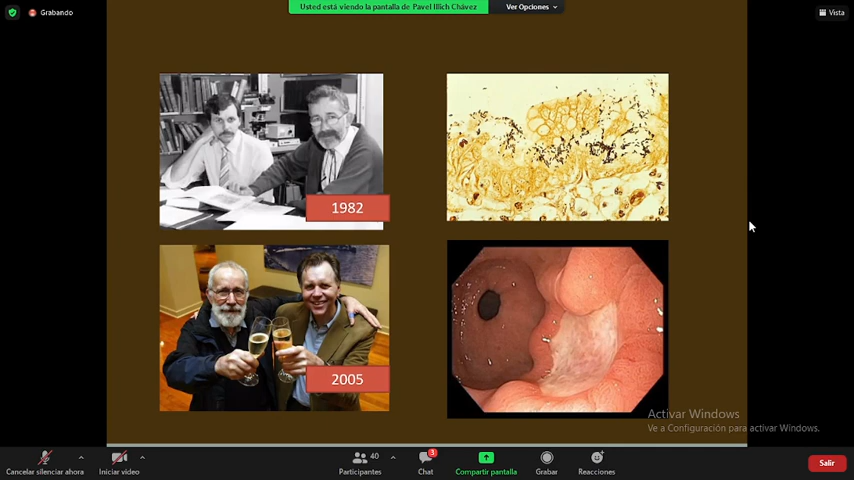 Grabando
Usted está viendo la pantalla de Pavel Illich Chávez
Ver Opciones
Vista
1982
2005
Activar Windows
Ve a Configuración para activar Windows.
Cancelar silenciar ahora
Iniciar video
40
Participantes
3
Chat
Compartir pantalla
Grabar
Reacciones
Salir